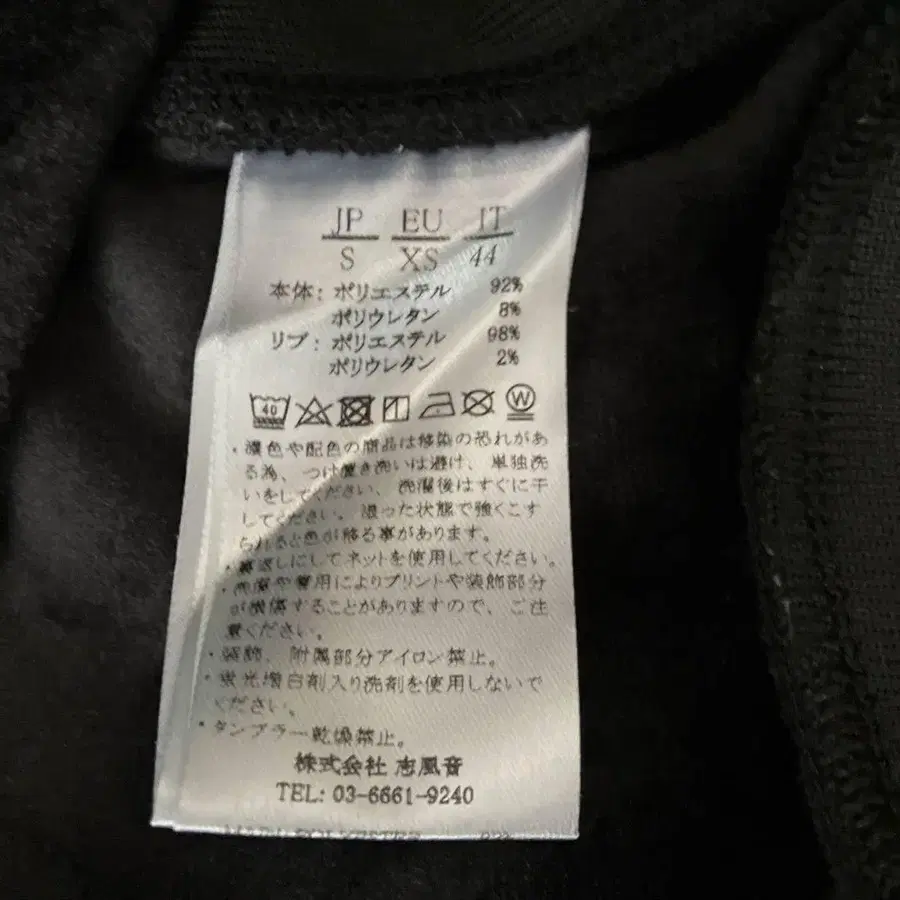 JP EU IT
S XS 44
本体: ポリエステル 92%
ポリウレタン 8%
リブ: ポリエステル 98%
ポリウレタン 2%
40 W
・濃色や配色の商品は移染の恐れがあ
る為、つけ置き洗いは避け、単独洗
いをしてください、洗濯後はすぐに干
してください。湿った状態で強くこす
られると色が移る事があります。
・裏返しにしてネットを使用してください。
・洗濯や着用によりプリントや装飾部分
が損傷することがありますので、ご注
意ください。
・装飾、附属部分アイロン禁止。
・蛍光増白剤入り洗剤を使用しないで
ください。
・タンブラー乾燥禁止。
株式会社 志風音
TEL: 03-6661-9240